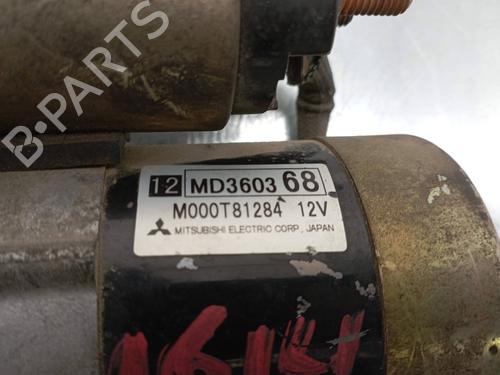 B-PARTS
12 MD3603 68
M000T81284 12V
MITSUBISHI ELECTRIC CORP., JAPAN